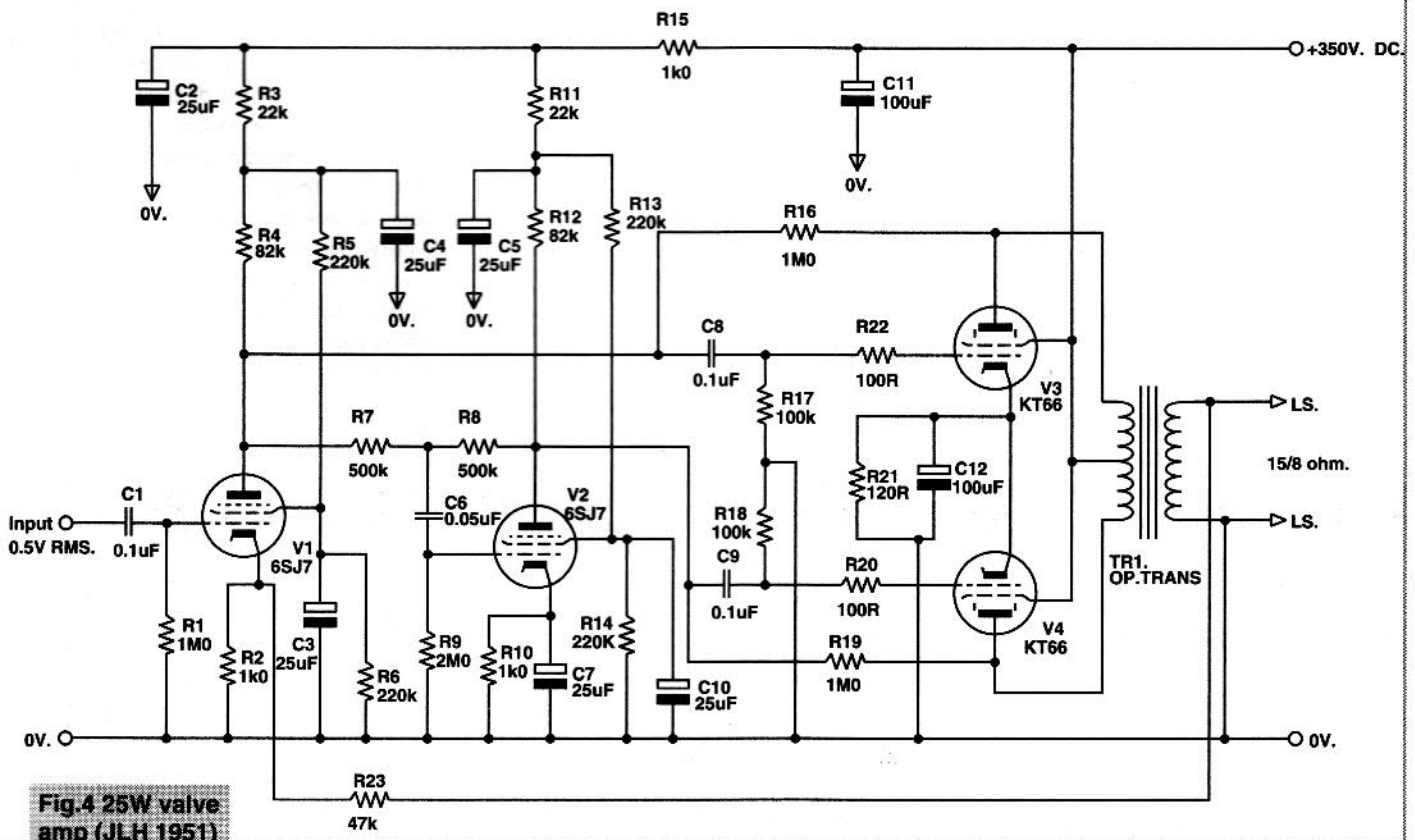 R15
1k0
+350V. DC.
C2
25uF
R3
22k
R11
22k
C11
100uF
0V.
0V.
R4
82k
R5
220k
C4
25uF
C5
25uF
R12
82k
R13
220k
R16
1M0
0V.
0V.
C8
0.1uF
R22
100R
V3
KT66
R17
100k
R7
500k
R8
500k
R21
120R
C12
100uF
LS.
15/8 ohm.
LS.
C1
0.1uF
Input
0.5V RMS.
V1
6SJ7
C6
0.05uF
V2
6SJ7
R18
100k
C9
0.1uF
R20
100R
TR1.
OP.TRANS
V4
KT66
R1
1M0
R2
1k0
C3
25uF
R6
220k
R9
2M0
R10
1k0
C7
25uF
R14
220K
C10
25uF
R19
1M0
0V.
0V.
R23
47k
Fig.4 25W valve
amp (JLH 1951)